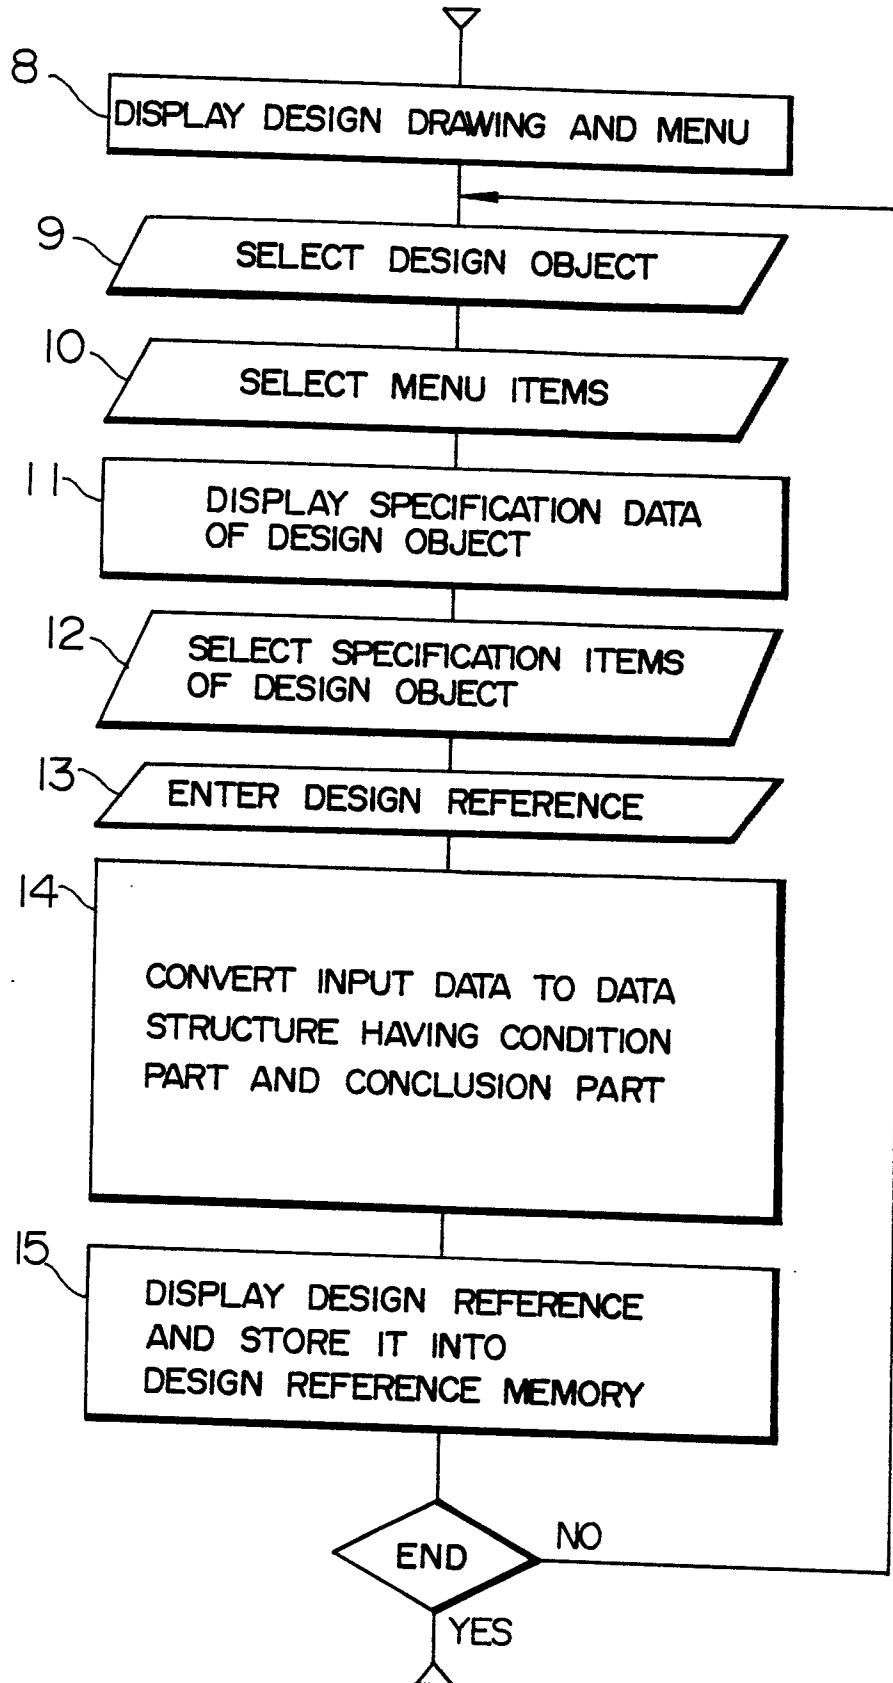 8
DISPLAY DESIGN DRAWING AND MENU
9
SELECT DESIGN OBJECT
10
SELECT MENU ITEMS
11
DISPLAY SPECIFICATION DATA
OF DESIGN OBJECT
12
SELECT SPECIFICATION ITEMS
OF DESIGN OBJECT
13
ENTER DESIGN REFERENCE
14
CONVERT INPUT DATA TO DATA
STRUCTURE HAVING CONDITION
PART AND CONCLUSION PART
15
DISPLAY DESIGN REFERENCE
AND STORE IT INTO
DESIGN REFERENCE MEMORY
END
NO
YES